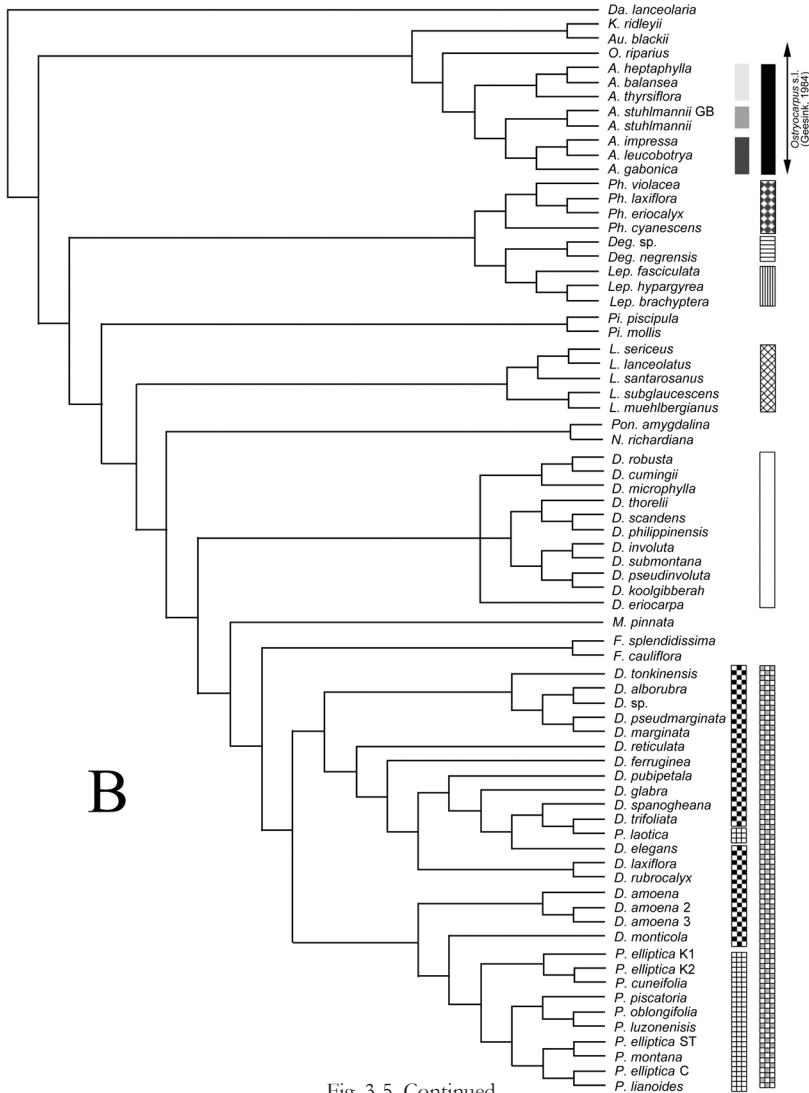 Da. lanceolaria
K. ridleyii
Au. blackii
O. riparius
A. heptaphylla
A. balansea
A. thyrsiflora
A. stuhlmannii GB
A. stuhlmannii
A. impressa
A. leucobotrya
A. gabonica
Ostryocarpus s.l.
(Geesink, 1984)
Ph. violacea
Ph. laxiflora
Ph. eriocalyx
Ph. cyanescens
Deg. sp.
Deg. negrensis
Lep. fasciculata
Lep. hypargyrea
Lep. brachyptera
Pi. piscipula
Pi. mollis
L. sericeus
L. lanceolatus
L. santarosanus
L. subglaucescens
L. muehlbergianus
Pon. amygdalina
N. richardiana
D. robusta
D. cumingii
D. microphylla
D. thorelii
D. scandens
D. philippinensis
D. involuta
D. submontana
D. pseudinvoluta
D. koolgibberah
D. eriocarpa
M. pinnata
F. splendidissima
F. cauliflora
D. tonkinensis
D. alborubra
D. sp.
D. pseudmarginata
D. marginata
D. reticulata
D. ferruginea
D. pubipetala
B
D. glabra
D. spanogheana
D. trifoliata
P. laotica
D. elegans
D. laxiflora
D. rubrocalyx
D. amoena
D. amoena 2
D. amoena 3
D. monticola
P. elliptica K1
P. elliptica K2
P. cuneifolia
P. piscatoria
P. oblongifolia
P. luzonenisis
P. elliptica ST
P. montana
P. elliptica C
P. lianoides
Fig. 3.5. Continued